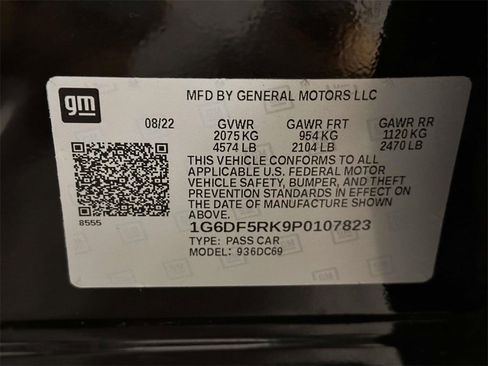 gm
MFD BY GENERAL MOTORS LLC
08/22 GVWR GAWR FRT GAWR RR
2075 KG 954 KG 1120 KG
4574 LB 2104 LB 2470 LB
THIS VEHICLE CONFORMS TO ALL
APPLICABLE U.S. FEDERAL MOTOR
VEHICLE SAFETY, BUMPER, AND THEFT
PREVENTION STANDARDS IN EFFECT ON
THE DATE OF MANUFACTURE SHOWN
ABOVE.
8555
1G6DF5RK9P0107823
TYPE: PASS CAR
MODEL: 936DC69